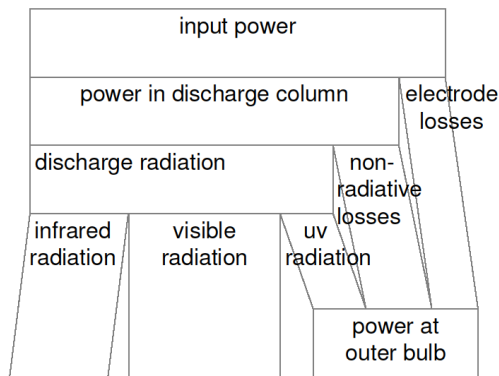 input power
power in discharge column
electrode
losses
discharge radiation
non-
radiative
losses
infrared
radiation
visible
radiation
uv
radiation
power at
outer bulb